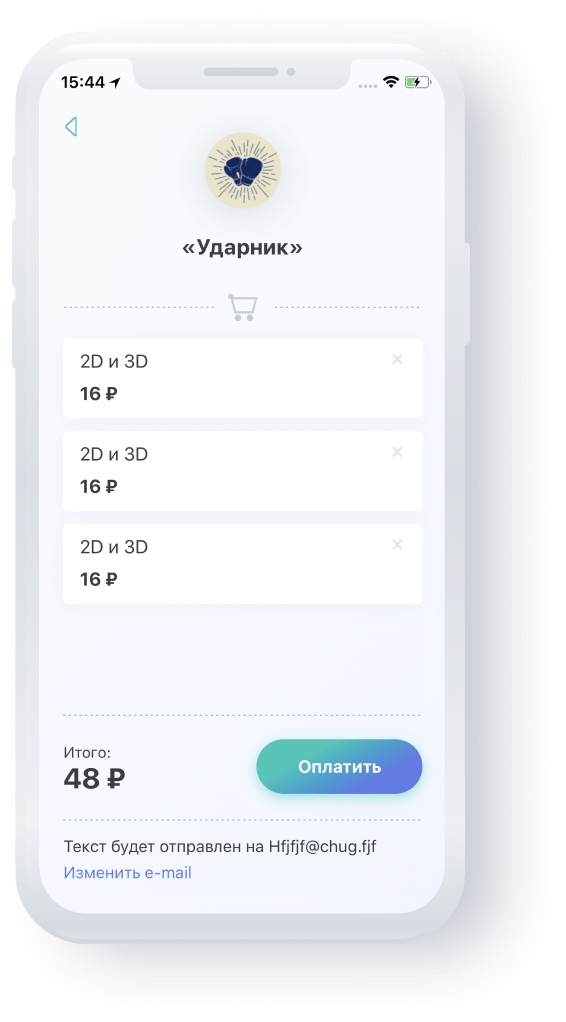 15:44
«Ударник»
2D и 3D
16 ₽
2D и 3D
16 ₽
2D и 3D
16 ₽
Итого:
48 ₽
Оплатить
Текст будет отправлен на Hfjfjf@chug.fjf
Изменить e-mail